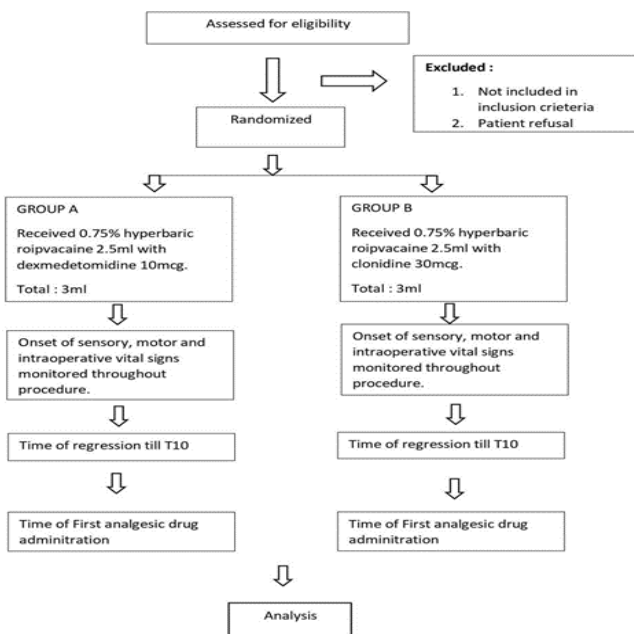 Assessed for eligibility
Excluded :
1. Not included in
inclusion crieteria
2. Patient refusal
Randomized
GROUP A
Received 0.75% hyperbaric
roipvacaine 2.5ml with
dexmedetomidine 10mcg.
Total : 3ml
GROUP B
Received 0.75% hyperbaric
roipvacaine 2.5ml with
clonidine 30mcg.
Total : 3ml
Onset of sensory, motor and
intraoperative vital signs
monitored throughout
procedure.
Onset of sensory, motor and
intraoperative vital signs
monitored throughout
procedure.
Time of regression till T10
Time of regression till T10
Time of First analgesic drug
adminitration
Time of First analgesic drug
adminitration
Analysis